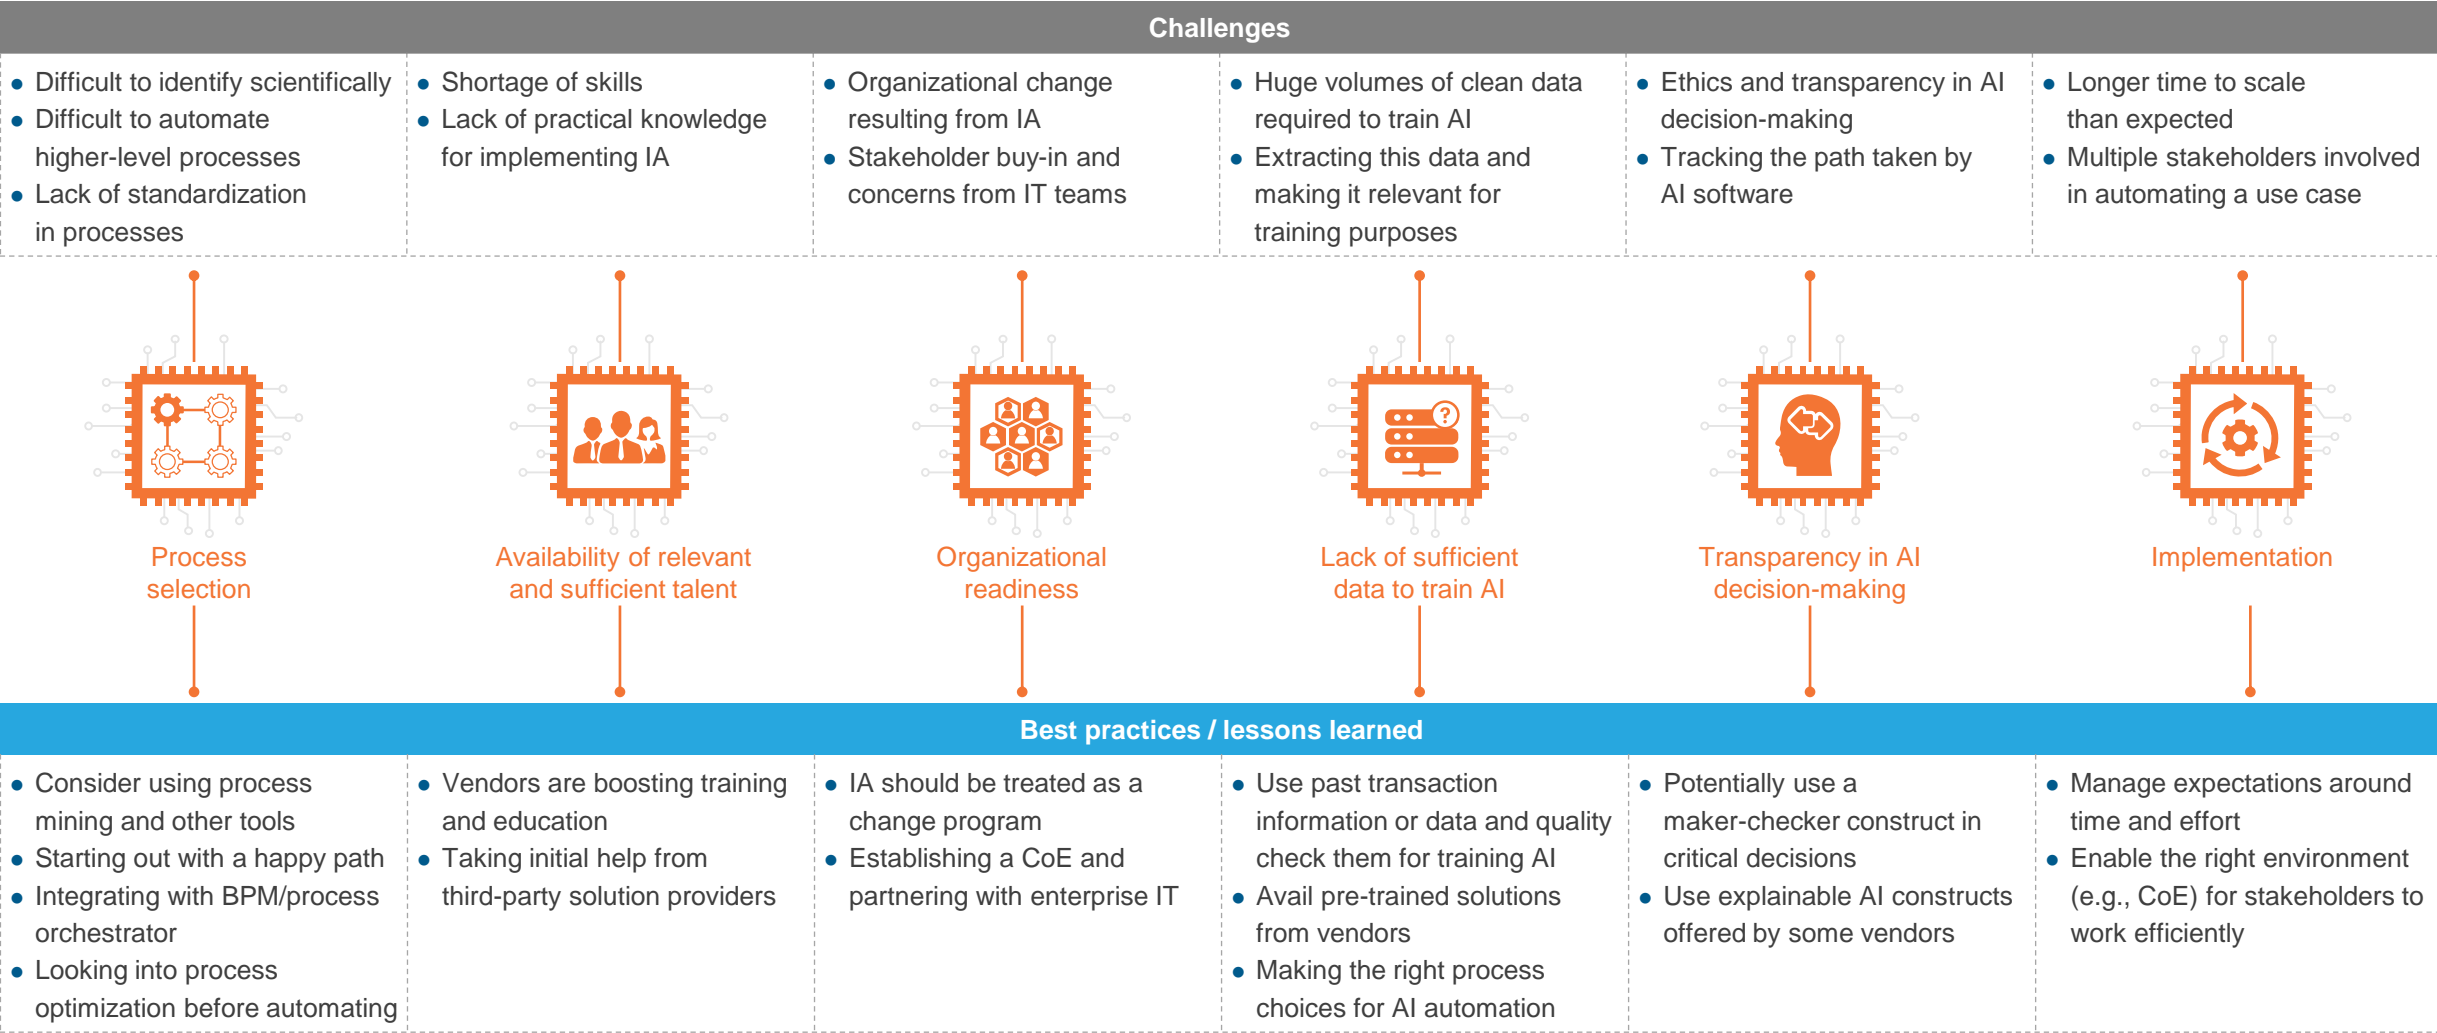 Challenges
• Difficult to identify scientifically
• Difficult to automate
higher-level processes
• Lack of standardization
in processes
• Shortage of skills
• Lack of practical knowledge
for implementing IA
• Organizational change
resulting from IA
• Stakeholder buy-in and
concerns from IT teams
• Huge volumes of clean data
required to train AI
• Extracting this data and
making it relevant for
training purposes
• Ethics and transparency in AI
decision-making
• Tracking the path taken by
AI software
• Longer time to scale
than expected
• Multiple stakeholders involved
in automating a use case
?
Process
selection
Availability of relevant
and sufficient talent
Organizational
readiness
Lack of sufficient
data to train AI
Transparency in AI
decision-making
Implementation
Best practices / lessons learned
• Consider using process
mining and other tools
• Starting out with a happy path
• Integrating with BPM/process
orchestrator
• Looking into process
optimization before automating
• Vendors are boosting training
and education
• Taking initial help from
third-party solution providers
• IA should be treated as a
change program
• Establishing a CoE and
partnering with enterprise IT
• Use past transaction
information or data and quality
check them for training AI
• Avail pre-trained solutions
from vendors
• Making the right process
choices for AI automation
• Potentially use a
maker-checker construct in
critical decisions
• Use explainable AI constructs
offered by some vendors
• Manage expectations around
time and effort
• Enable the right environment
(e.g., CoE) for stakeholders to
work efficiently